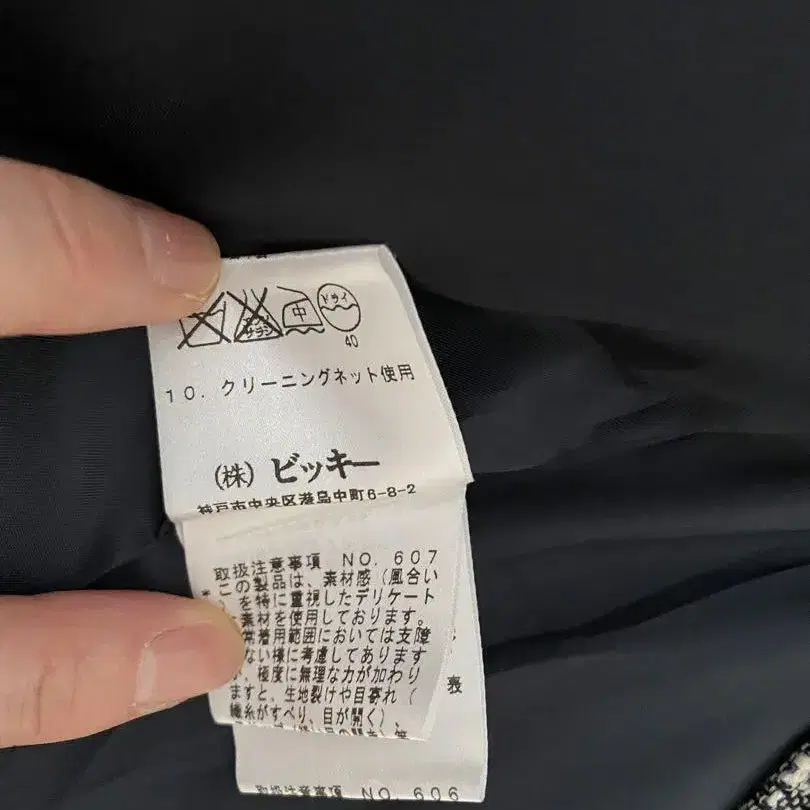 中
ドライ
40
10. クリーニングネット使用
(株) ビッキー
神戸市中央区港島中町6-8-2
取扱注意事項 NO. 607
この製品は、素材感(風合い
)を特に重視したデリケート
素材を使用しております。
常着用範囲においては支障
ない様に考慮してあります
、極度に無理な力が加わり
ますと、生地裂けや目寄れ(
織糸がすべり、目が開く)、
表
取扱注意事項 NO. 606